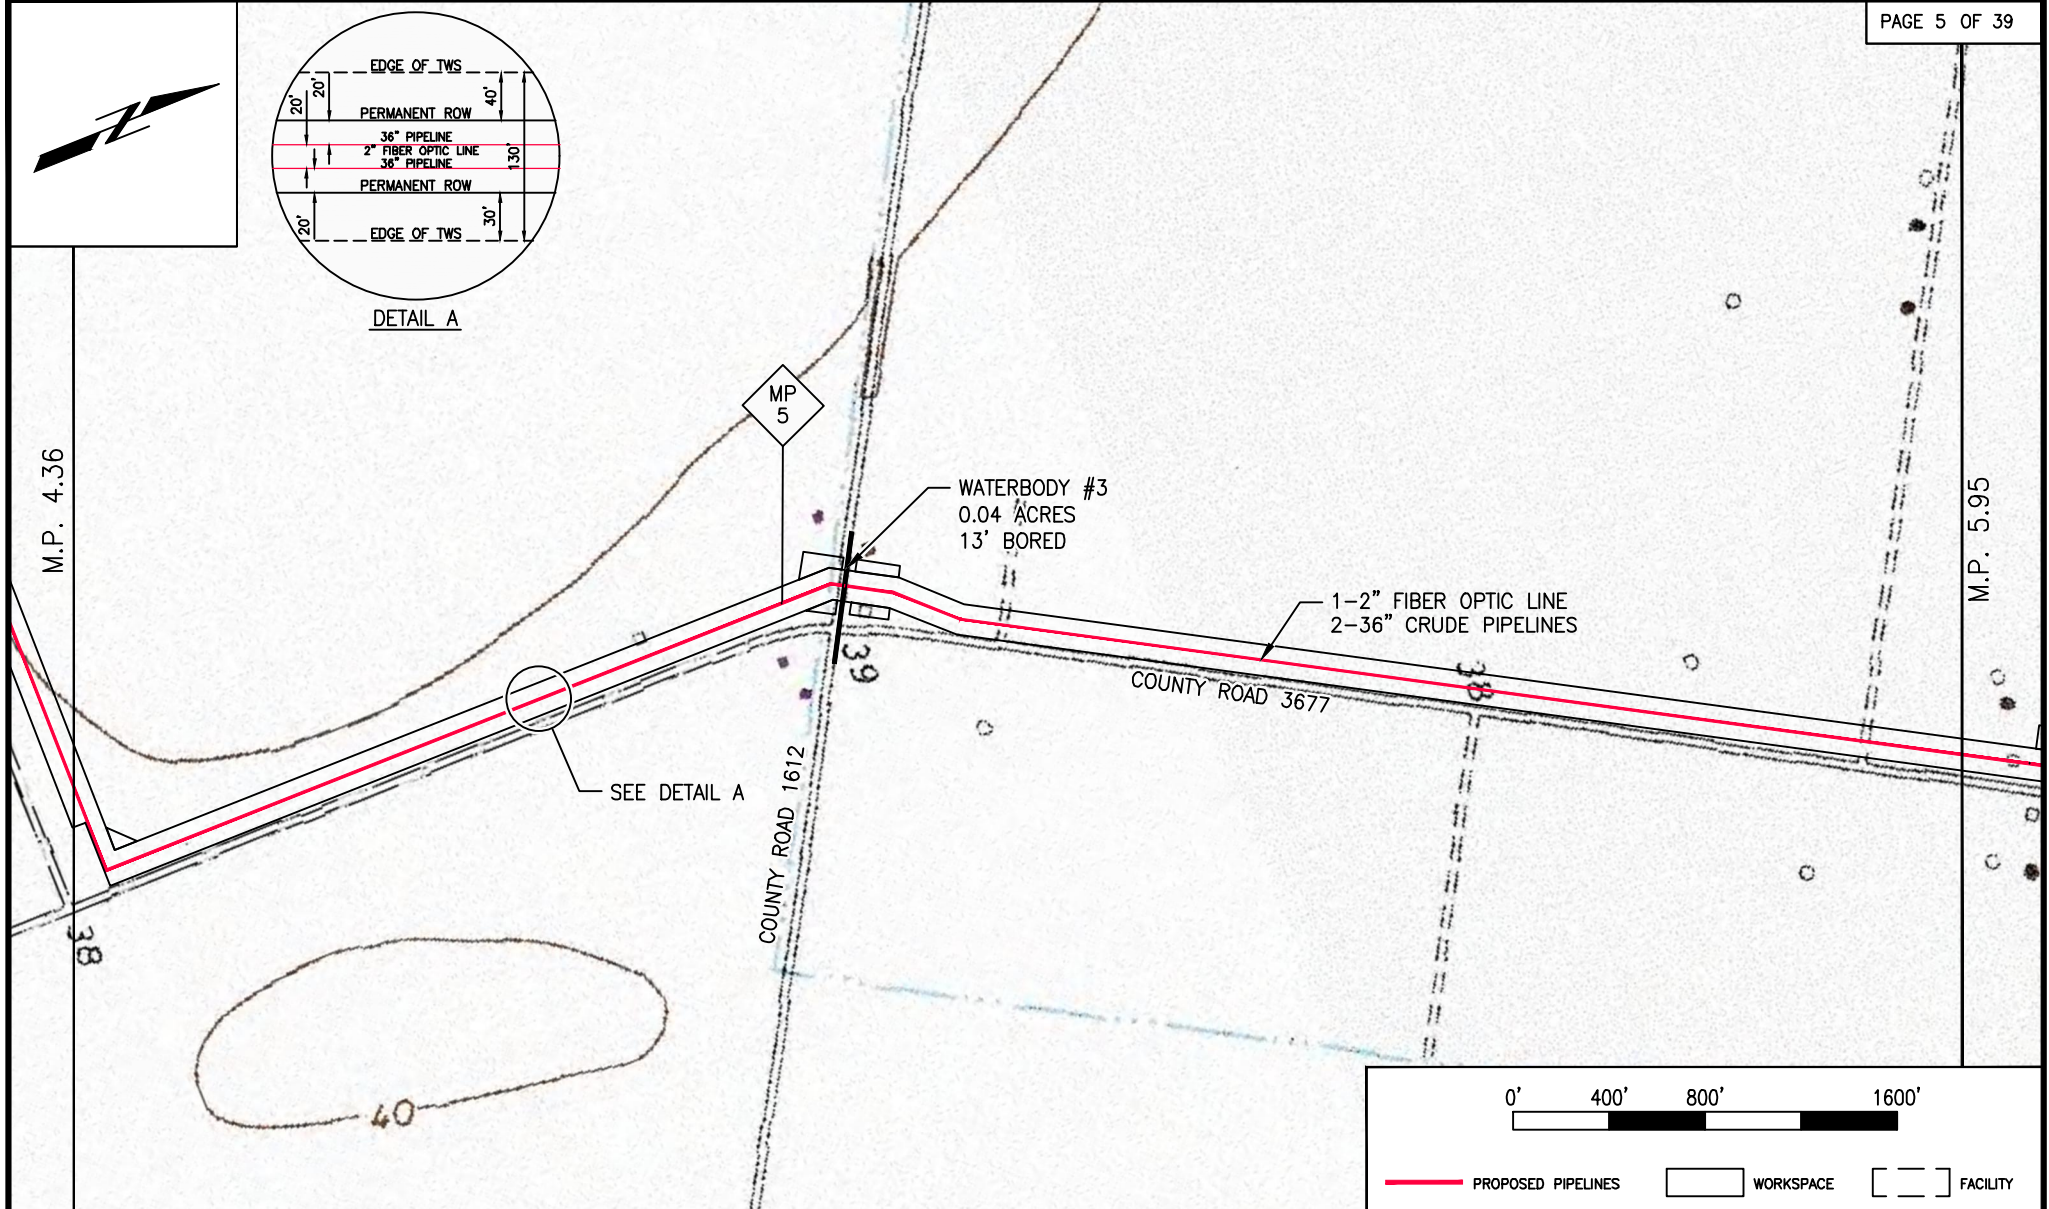 PAGE 5 OF 39
EDGE OF TWS
20'
20'
40'
PERMANENT ROW
36" PIPELINE
2" FIBER OPTIC LINE
36" PIPELINE
130'
PERMANENT ROW
20'
30'
EDGE OF TWS
DETAIL A
MP
5
M.P. 4.36
WATERBODY #3
0.04 ACRES
13' BORED
M.P. 5.95
1-2" FIBER OPTIC LINE
2-36" CRUDE PIPELINES
39
38
COUNTY ROAD 3677
SEE DETAIL A
COUNTY ROAD 1612
38
40
0' 400' 800' 1600'
PROPOSED PIPELINES WORKSPACE FACILITY